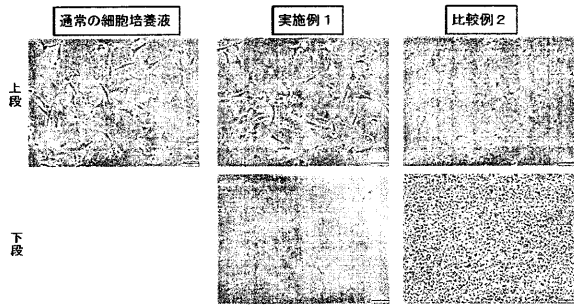 通常の細胞培養液
実施例1
比較例2
上段
下段